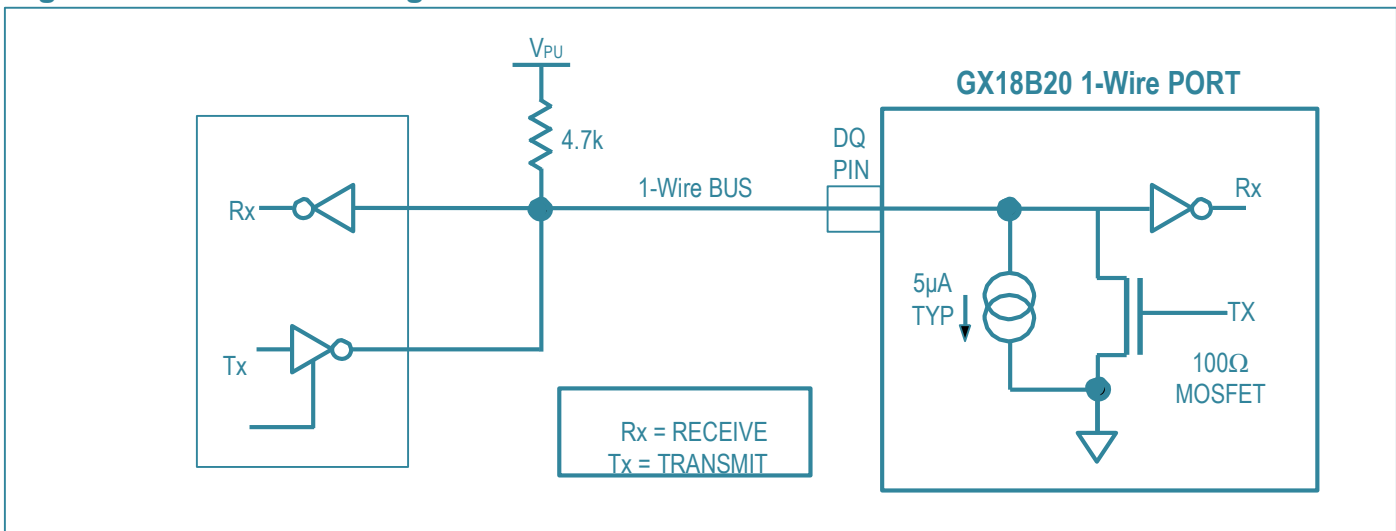 V_PU
GX18B20 1-Wire PORT
4.7k
DQ
PIN
1-Wire BUS
Rx
Rx
5µA
TYP
TX
Tx
100Ω
MOSFET
Rx = RECEIVE
Tx = TRANSMIT